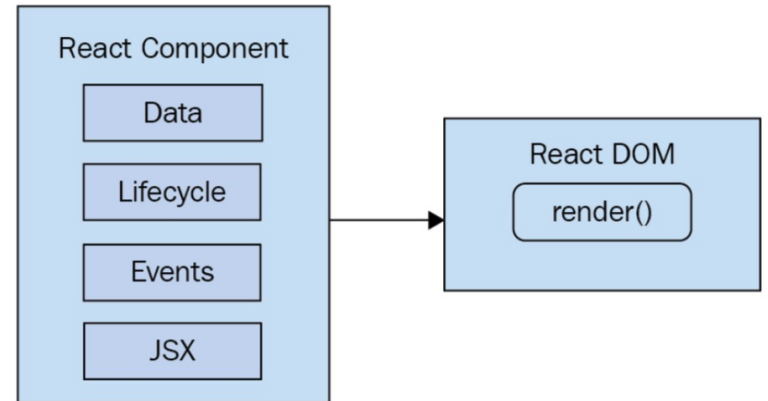 React Component
Data
Lifecycle
Events
JSX
React DOM
render()